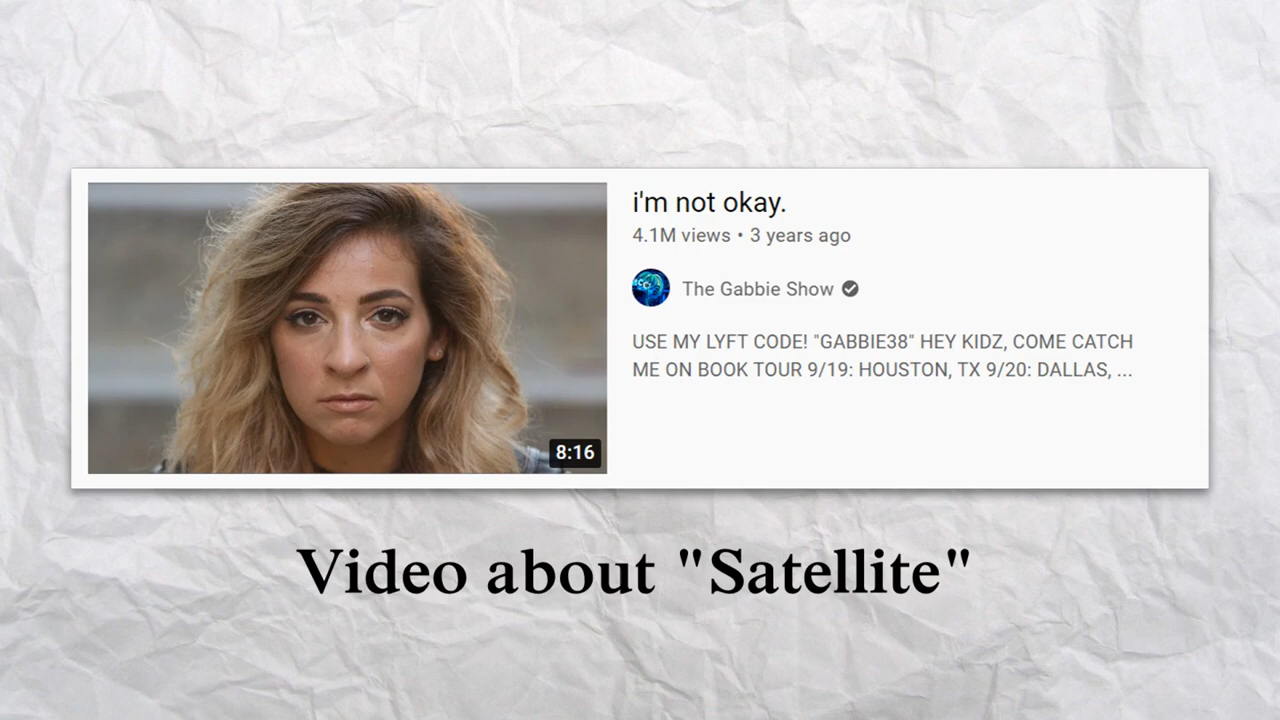 i'm not okay.
4.1M views • 3 years ago
The Gabbie Show
USE MY LYFT CODE! "GABBIE38" HEY KIDZ, COME CATCH
ME ON BOOK TOUR 9/19: HOUSTON, TX 9/20: DALLAS, ...
8:16
Video about "Satellite"